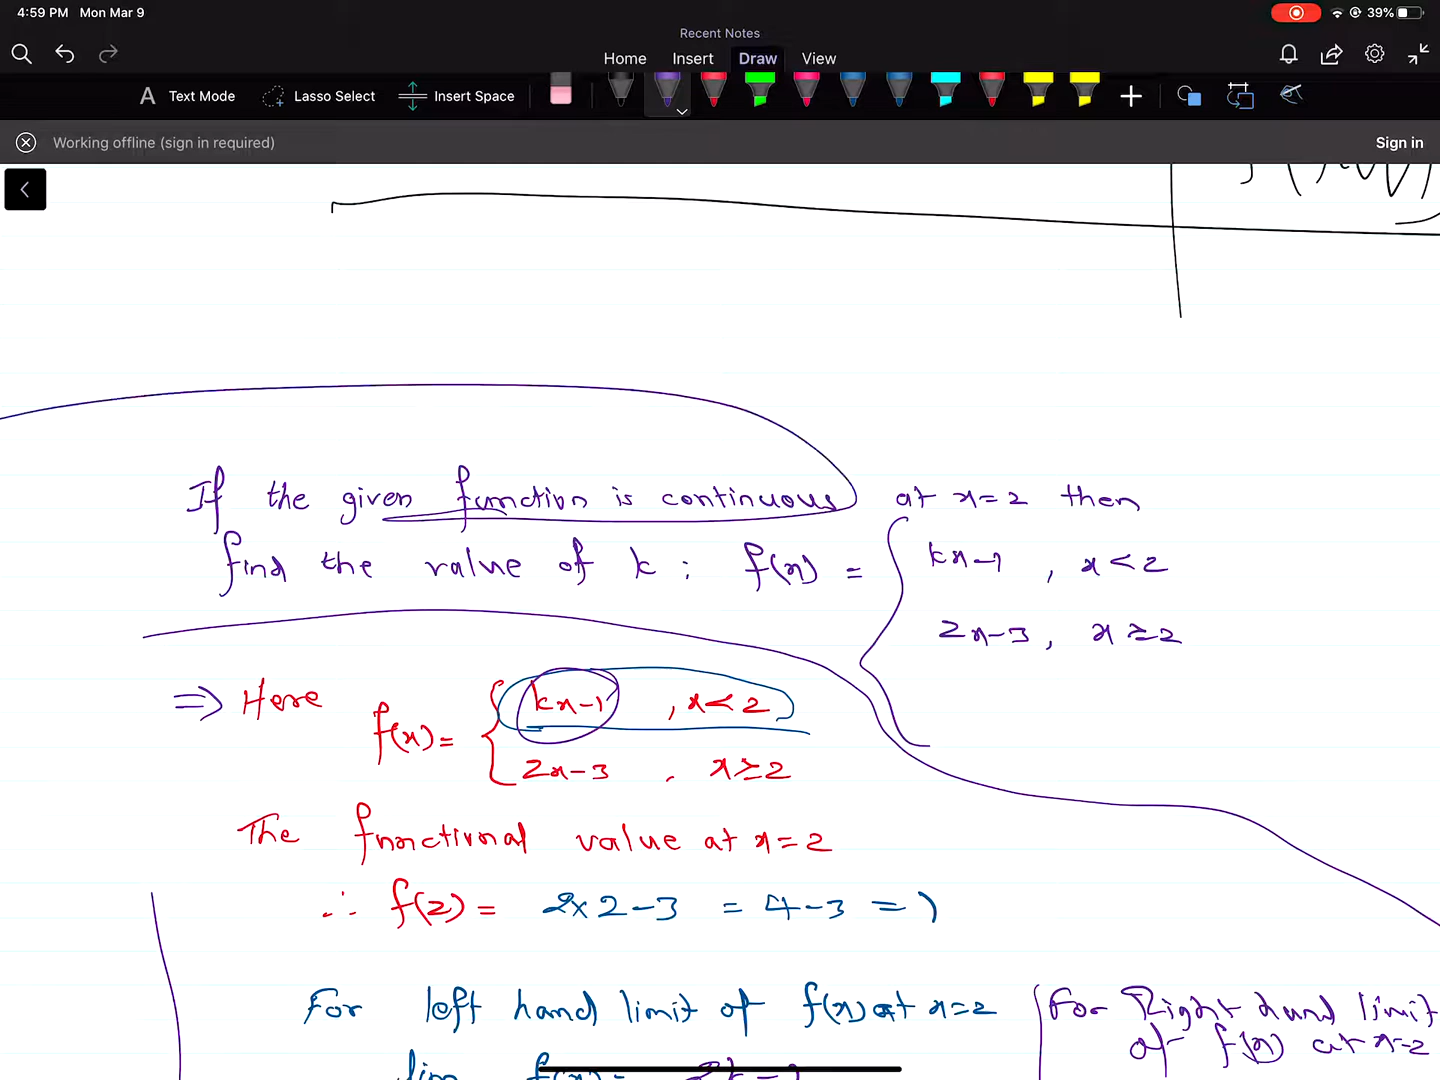 4:59 PM Mon Mar 9
39%
Recent Notes
Home Insert Draw View
A Text Mode Lasso Select Insert Space
Working offline (sign in required)
Sign in
If the given function is continuous at x=2 then
find the value of k : f(x) = { kx-1 , x<2
2x-3 , x≥2
⇒ Here f(x)= { kx-1 , x<2
2x-3 , x≥2
The functional value at x=2
∴ f(2) = 2x2-3 = 4-3 = 1
For left hand limit of f(x) at x=2
For Right hand limit
of f(x) at x=2
lim f(x)=